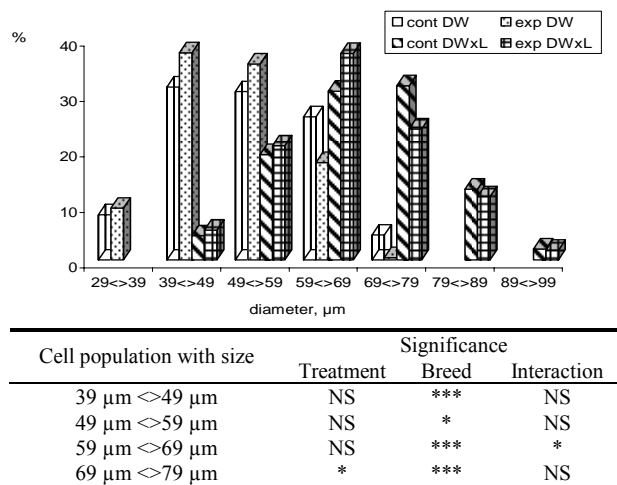 %
cont DW exp DW
cont DWxL exp DWxL
40
30
20
10
0
29<>39 39<>49 49<>59 59<>69 69<>79 79<>89 89<>99
diameter, µm
Cell population with size Significance
Treatment Breed Interaction
39 µm <>49 µm NS *** NS
49 µm <>59 µm NS * NS
59 µm <>69 µm NS *** *
69 µm <>79 µm * *** NS